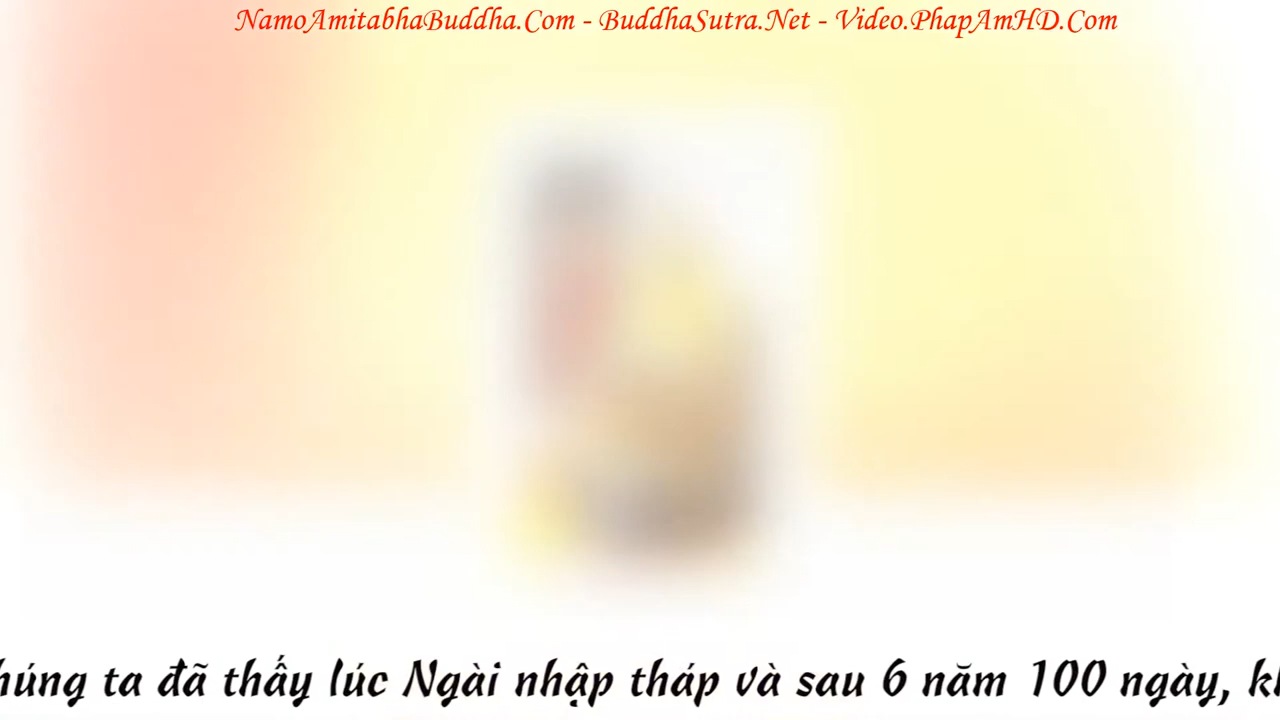 NamoAmitabhaBuddha.Com - BuddhaSutra.Net - Video.PhapAmHD.Com
húng ta đã thấy lúc Ngài nhập tháp và sau 6 năm 100 ngày, kh